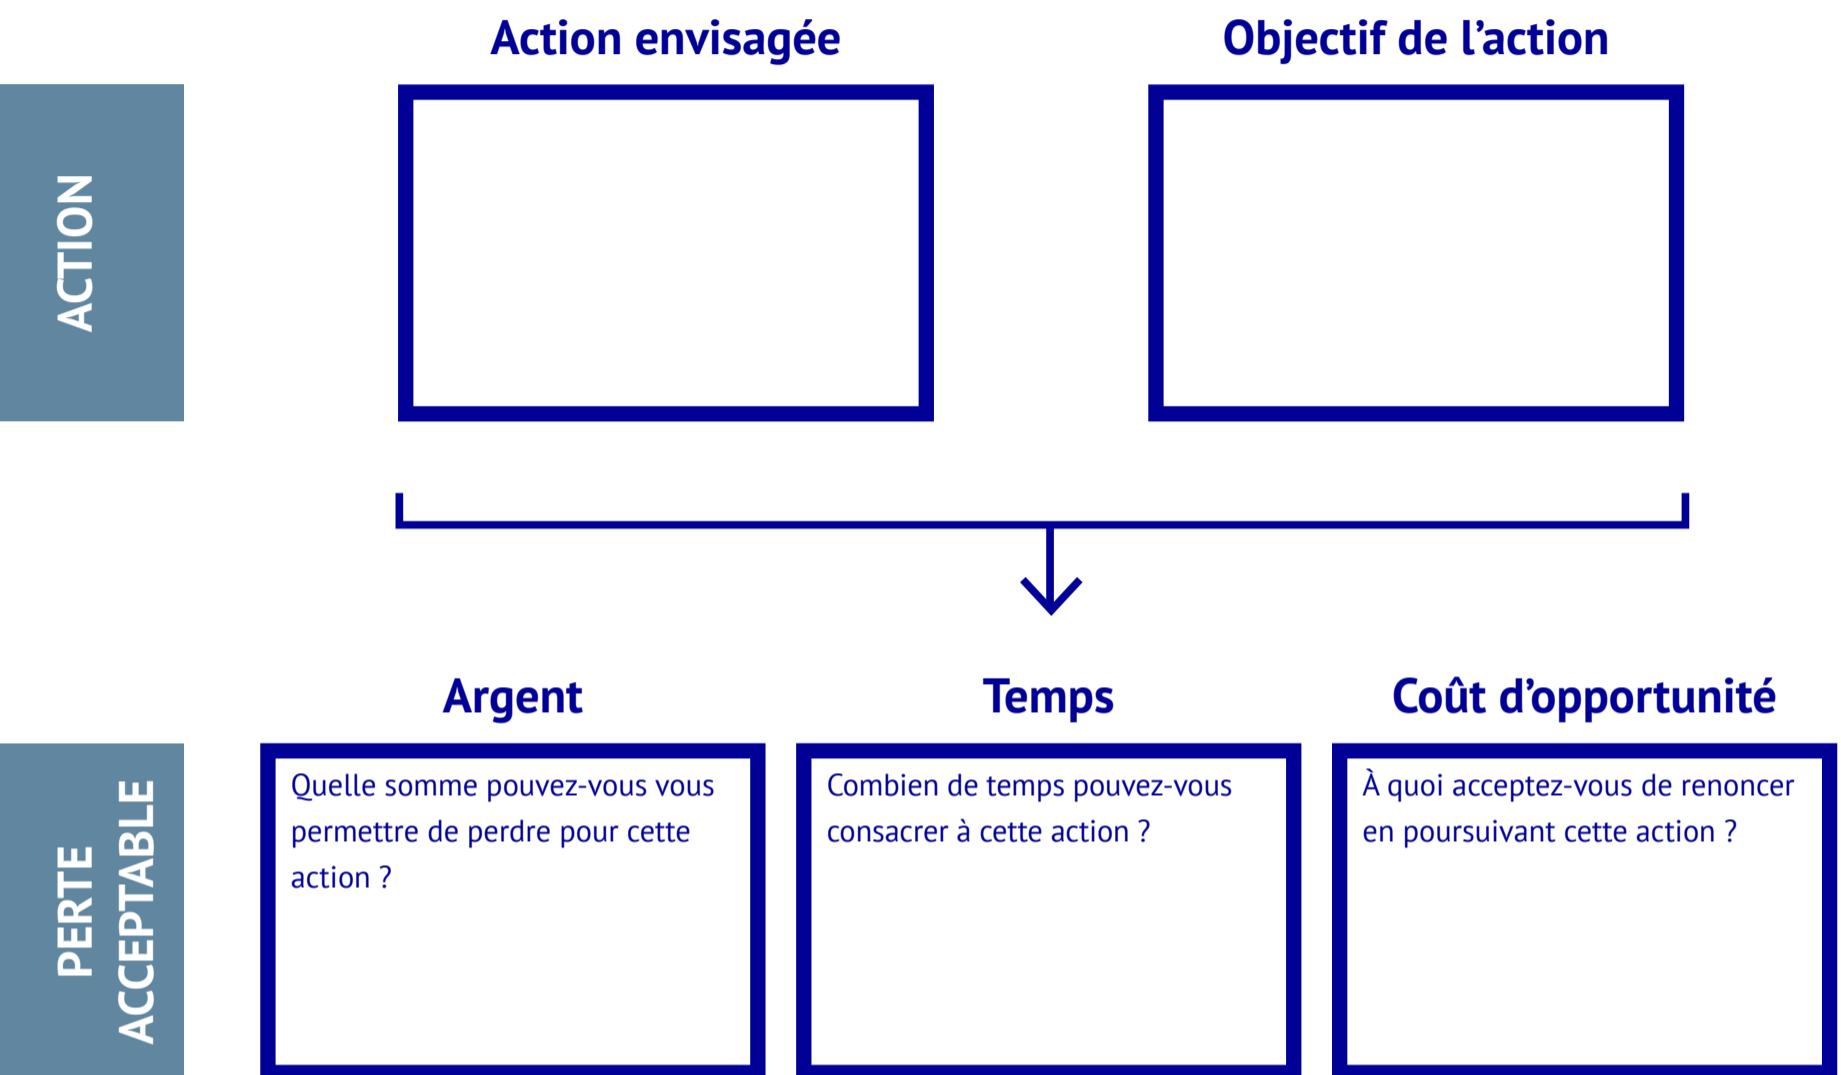 Action envisagée
Objectif de l’action
ACTION
Argent
Temps
Coût d’opportunité
PERTE
ACCEPTABLE
Quelle somme pouvez-vous vous
permettre de perdre pour cette
action ?
Combien de temps pouvez-vous
consacrer à cette action ?
À quoi acceptez-vous de renoncer
en poursuivant cette action ?